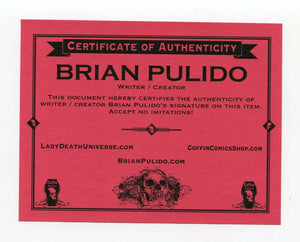 Certificate of Authenticity
BRIAN PULIDO
Writer / Creator
This document hereby certifies the authenticity of
writer / creator Brian Pulido's signature on this item.
Accept no imitations!
LadyDeathUniverse.com
CoffinComicsShop.com
BrianPulido.com